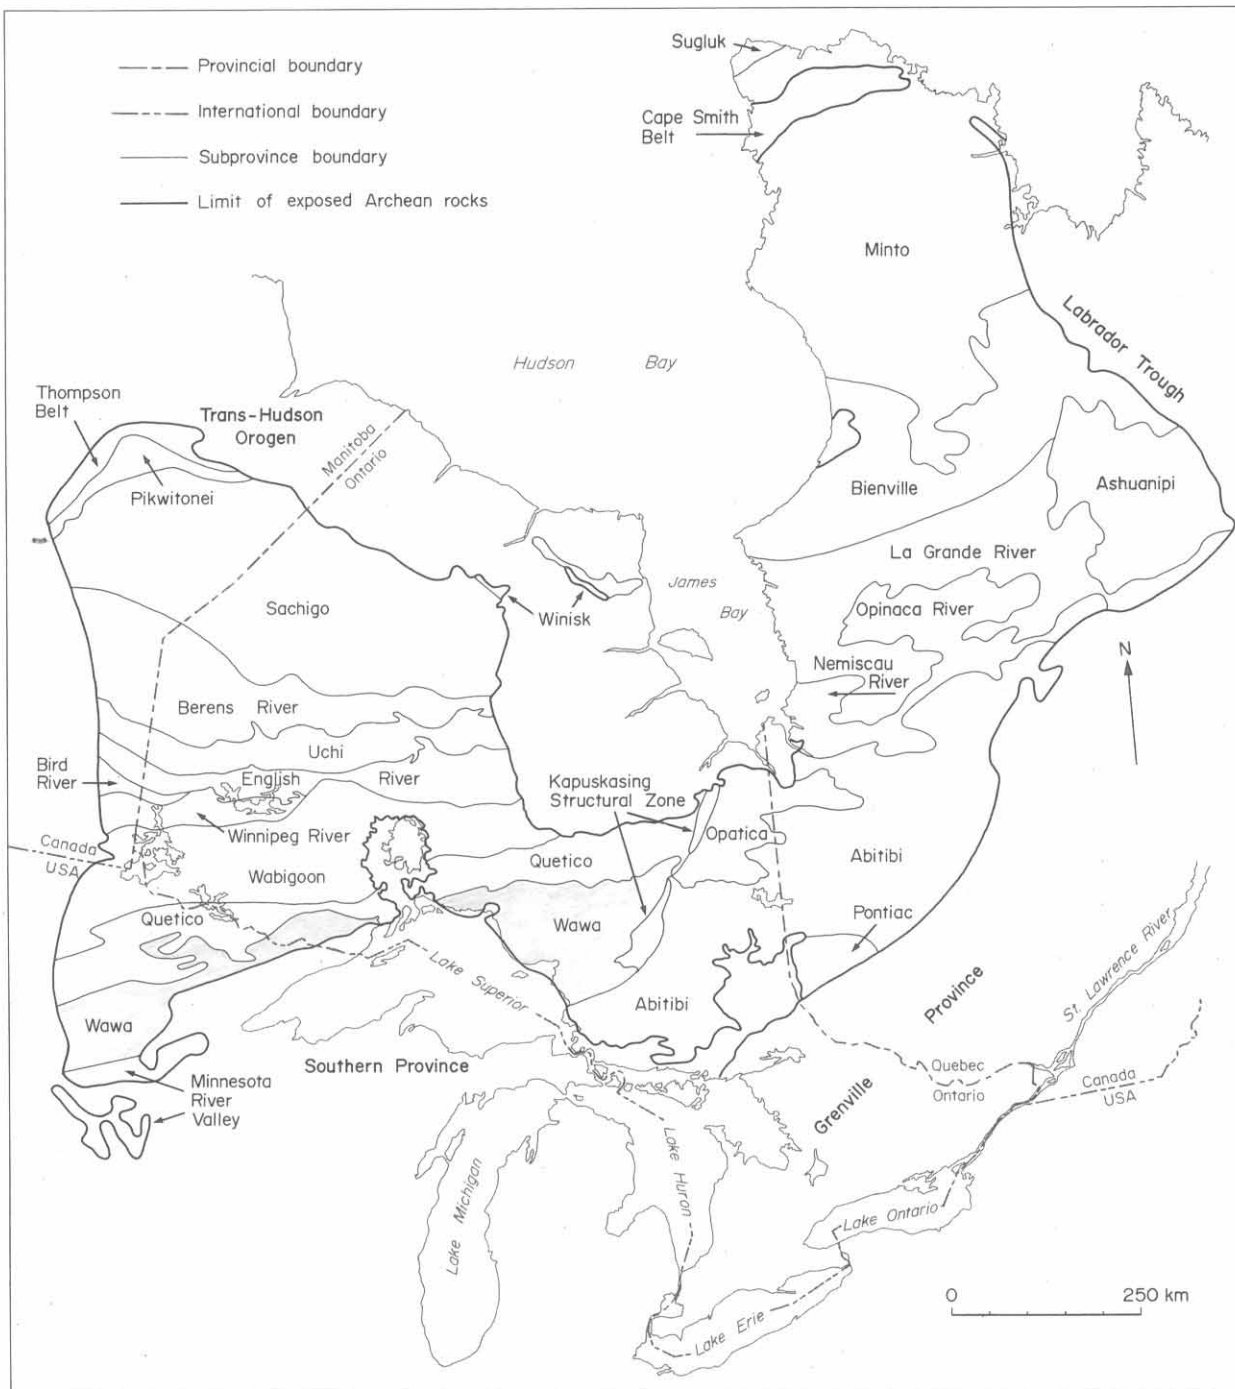 Provincial boundary
International boundary
Subprovince boundary
Limit of exposed Archean rocks
Sugluk
Cape Smith
Belt
Minto
Labrador Trough
Hudson Bay
Thompson
Belt
Trans-Hudson
Orogen
Manitoba
Ontario
Pikwitonei
Bienville
Ashuanipi
La Grande River
James
Bay
Sachigo
Winisk
Opinaca River
N
Nemiscau
River
Berens River
Uchi
Bird
River
English River
Kapuskasing
Structural Zone
Winnipeg River
Opatica
Canada
USA
Quetico
Abitibi
Wabigoon
Quetico
Wawa
Pontiac
Lake Superior
St. Lawrence River
Abitibi
Province
Wawa
Southern Province
Quebec
Ontario
Canada
USA
Minnesota
River
Valley
Grenville
Lake Huron
Lake Michigan
Lake Ontario
0 250 km
Lake Erie